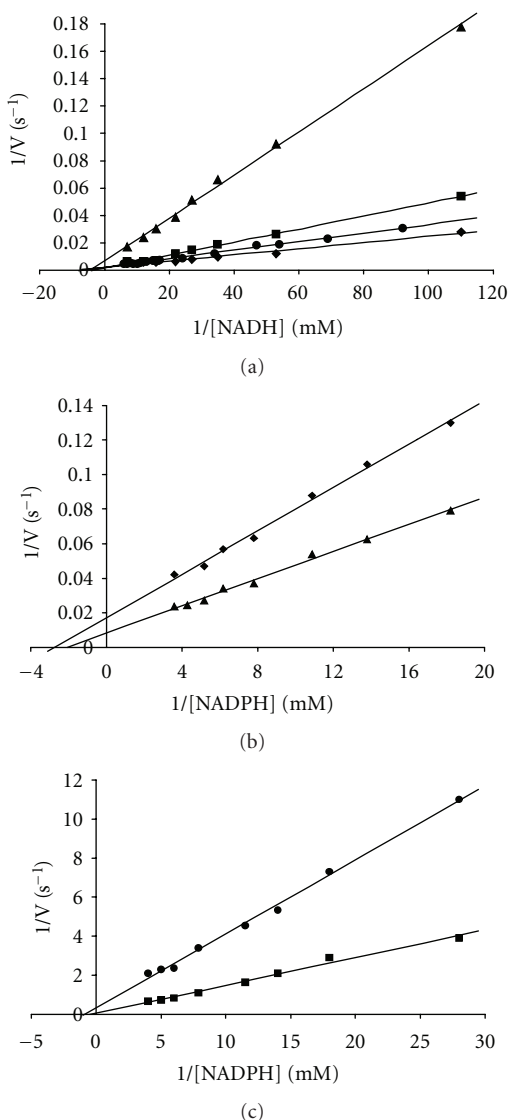 0.18
0.16
0.14
0.12
0.1
0.08
0.06
0.04
0.02
0
1/V (s−1)
−20 0 20 40 60 80 100 120
1/[NADH] (mM)
(a)
0.14
0.12
0.1
0.08
0.06
0.04
0.02
0
1/V (s−1)
−4 0 4 8 12 16 20
1/[NADPH] (mM)
(b)
12
10
8
6
4
2
0
1/V (s−1)
−5 0 5 10 15 20 25 30
1/[NADPH] (mM)
(c)